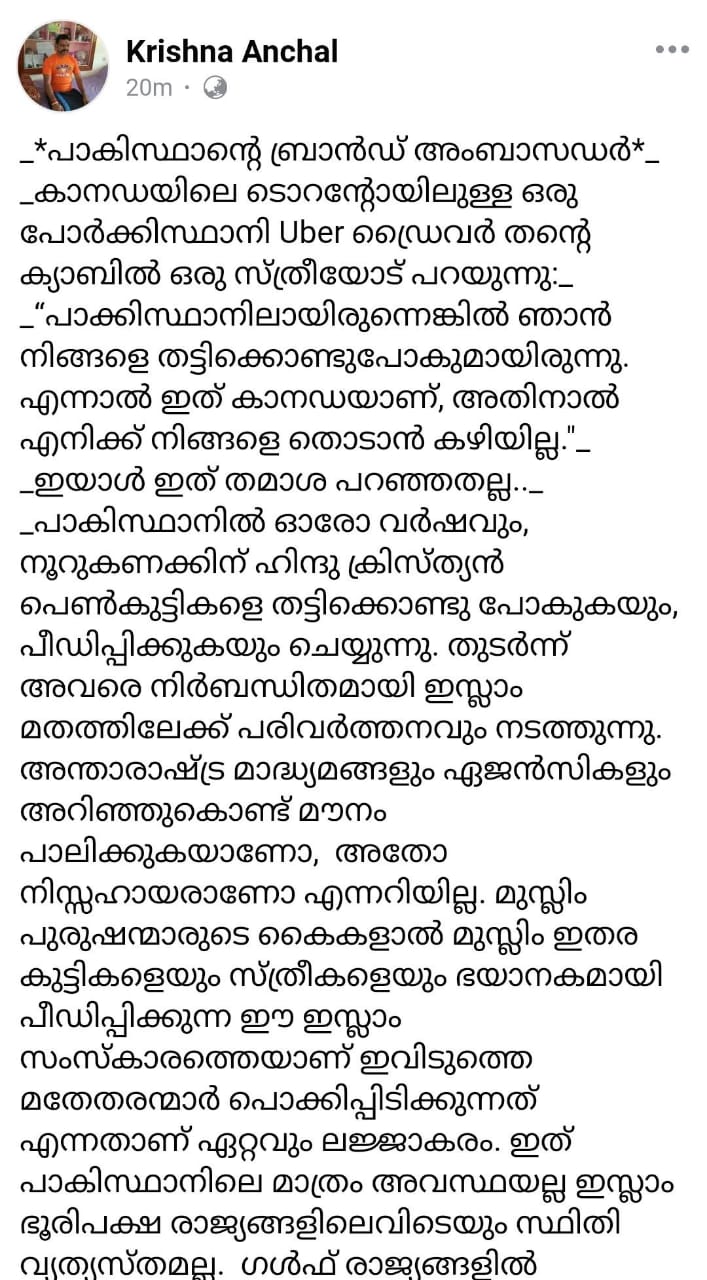 Krishna Anchal
20m ·
_*പാകിസ്ഥാന്റെ ബ്രാൻഡ് അംബാസഡർ*_
_കാനഡയിലെ ടൊറന്റോയിലുള്ള ഒരു
പോർക്കിസ്ഥാനി Uber ഡ്രൈവർ തന്റെ
ക്യാബിൽ ഒരു സ്ത്രീയോട് പറയുന്നു:_
_“പാക്കിസ്ഥാനിലായിരുന്നെങ്കിൽ ഞാൻ
നിങ്ങളെ തട്ടിക്കൊണ്ടുപോകുമായിരുന്നു.
എന്നാൽ ഇത് കാനഡയാണ്, അതിനാൽ
എനിക്ക് നിങ്ങളെ തൊടാൻ കഴിയില്ല."_
_ഇയാൾ ഇത് തമാശ പറഞ്ഞതല്ല.._
_പാകിസ്ഥാനിൽ ഓരോ വർഷവും,
നൂറുകണക്കിന് ഹിന്ദു ക്രിസ്ത്യൻ
പെൺകുട്ടികളെ തട്ടിക്കൊണ്ടു പോകുകയും,
പീഡിപ്പിക്കുകയും ചെയ്യുന്നു. തുടർന്ന്
അവരെ നിർബന്ധിതമായി ഇസ്ലാം
മതത്തിലേക്ക് പരിവർത്തനവും നടത്തുന്നു.
അന്താരാഷ്ട്ര മാദ്ധ്യമങ്ങളും ഏജൻസികളും
അറിഞ്ഞുകൊണ്ട് മൗനം
പാലിക്കുകയാണോ, അതോ
നിസ്സഹായരാണോ എന്നറിയില്ല. മുസ്ലിം
പുരുഷന്മാരുടെ കൈകളാൽ മുസ്ലിം ഇതര
കുട്ടികളെയും സ്ത്രീകളെയും ഭയാനകമായി
പീഡിപ്പിക്കുന്ന ഈ ഇസ്ലാം
സംസ്കാരത്തെയാണ് ഇവിടുത്തെ
മതേതരന്മാർ പൊക്കിപ്പിടിക്കുന്നത്
എന്നതാണ് ഏറ്റവും ലജ്ജാകരം. ഇത്
പാകിസ്ഥാനിലെ മാത്രം അവസ്ഥയല്ല ഇസ്ലാം
ഭൂരിപക്ഷ രാജ്യങ്ങളിലെവിടെയും സ്ഥിതി
വ്യത്യസ്തമല്ല. ഗൾഫ് രാജ്യങ്ങളിൽ